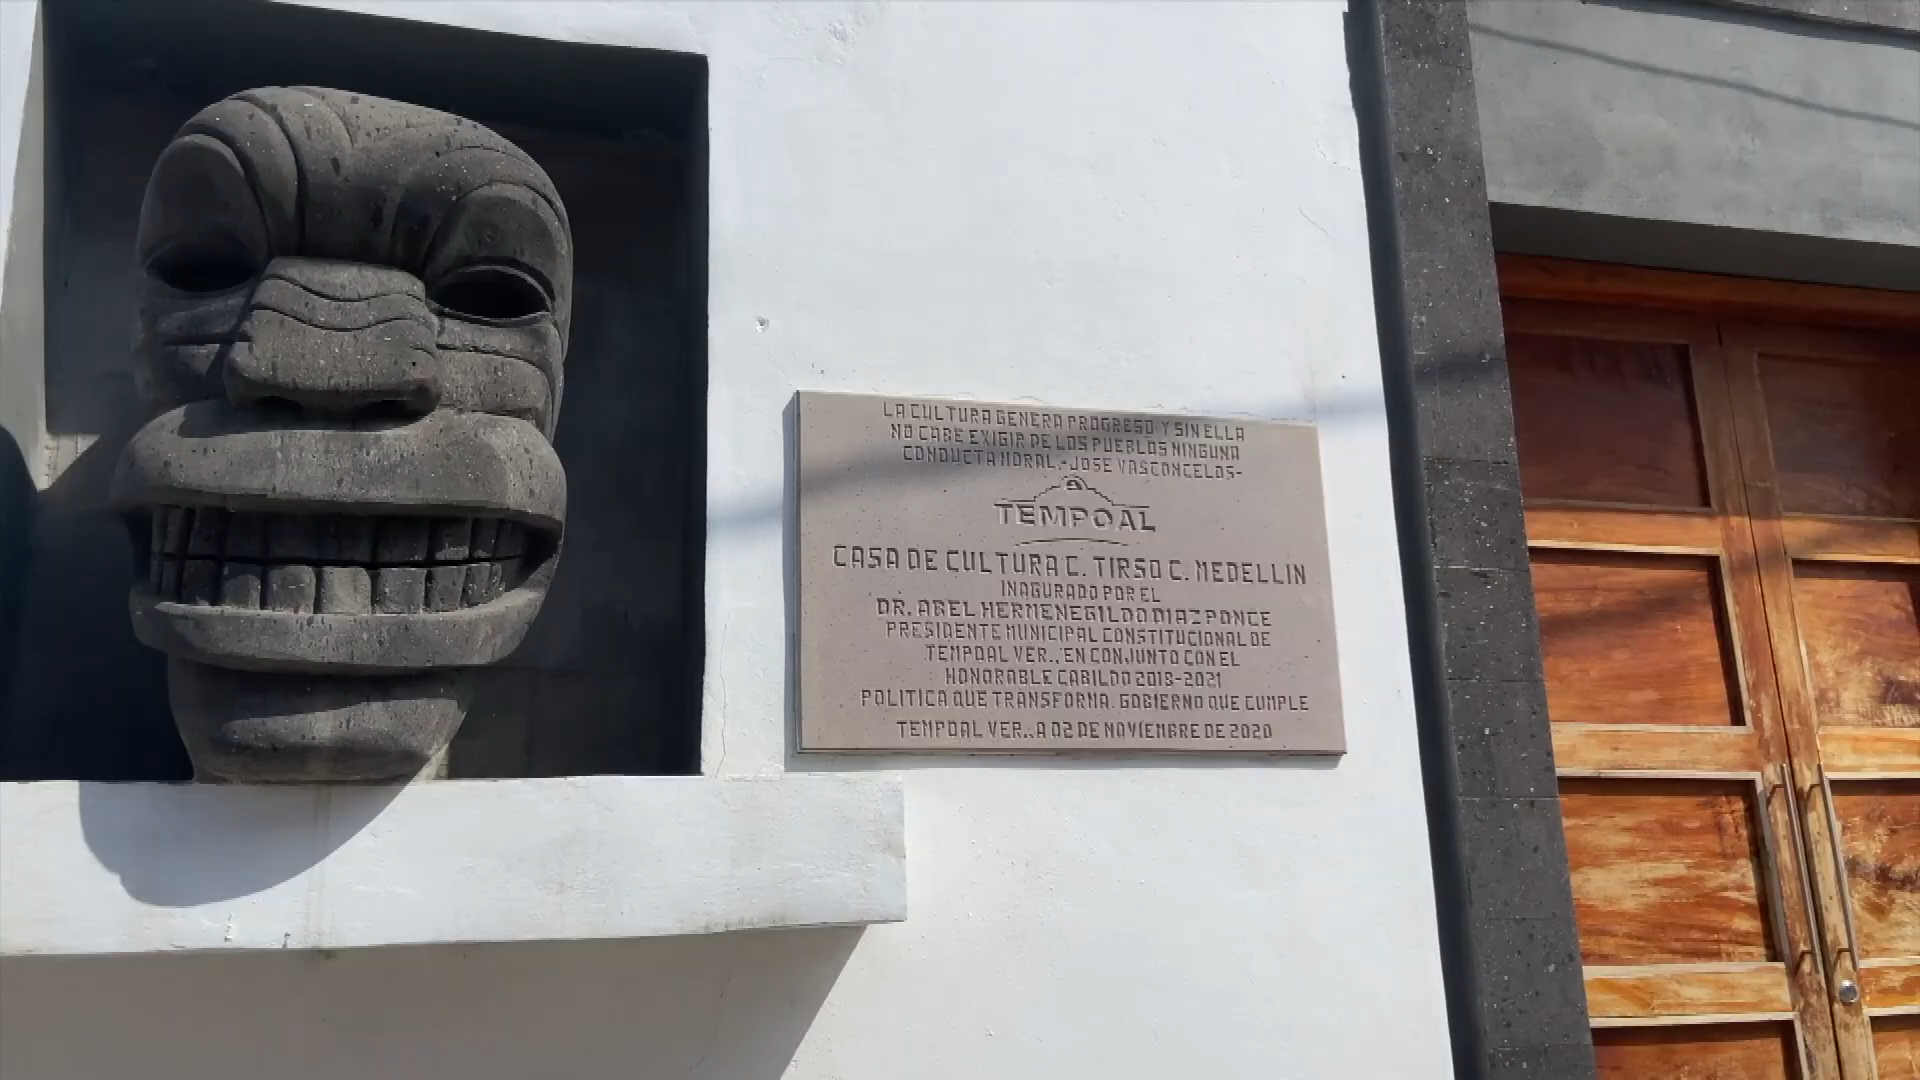 LA CULTURA GENERA PROGRESO Y SIN ELLA
NO CABE EXIGIR DE LOS PUEBLOS NINGUNA
CONDUCTA MORAL.-JOSE VASCONCELOS-
TEMPOAL
CASA DE CULTURA C. TIRSO C. MEDELLIN
INAGURADO POR EL
DR. ABEL HERMENEGILDO DIAZ PONCE
PRESIDENTE MUNICIPAL CONSTITUCIONAL DE
TEMPOAL VER., EN CONJUNTO CON EL
HONORABLE CABILDO 2018-2021
POLITICA QUE TRANSFORMA. GOBIERNO QUE CUMPLE
TEMPOAL VER., A 02 DE NOVIEMBRE DE 2020